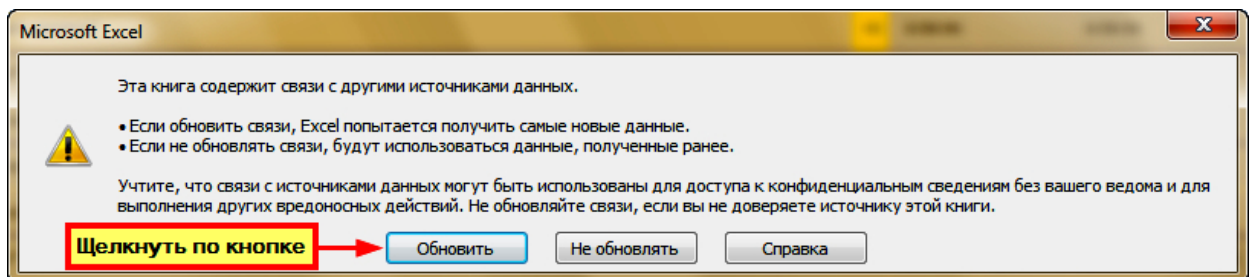 Microsoft Excel
Эта книга содержит связи с другими источниками данных.
• Если обновить связи, Excel попытается получить самые новые данные.
• Если не обновлять связи, будут использоваться данные, полученные ранее.
Учтите, что связи с источниками данных могут быть использованы для доступа к конфиденциальным сведениям без вашего ведома и для
выполнения других вредоносных действий. Не обновляйте связи, если вы не доверяете источнику этой книги.
Щелкнуть по кнопке
Обновить
Не обновлять
Справка